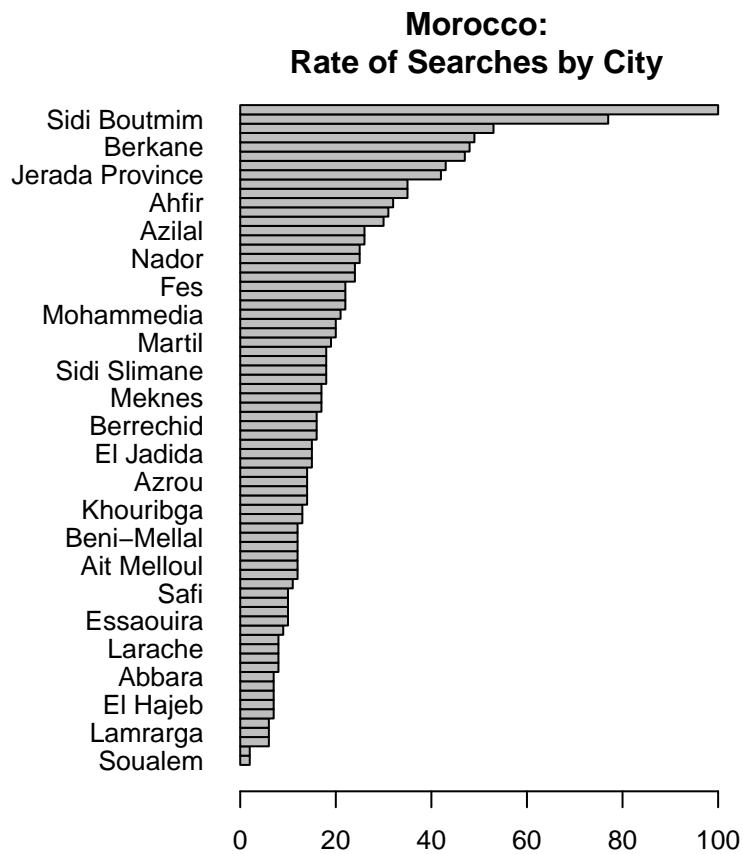 Morocco:
Rate of Searches by City
Sidi Boutmim
Berkane
Jerada Province
Ahfir
Azilal
Nador
Fes
Mohammedia
Martil
Sidi Slimane
Meknes
Berrechid
El Jadida
Azrou
Khouribga
Beni−Mellal
Ait Melloul
Safi
Essaouira
Larache
Abbara
El Hajeb
Lamrarga
Soualem
0 20 40 60 80 100